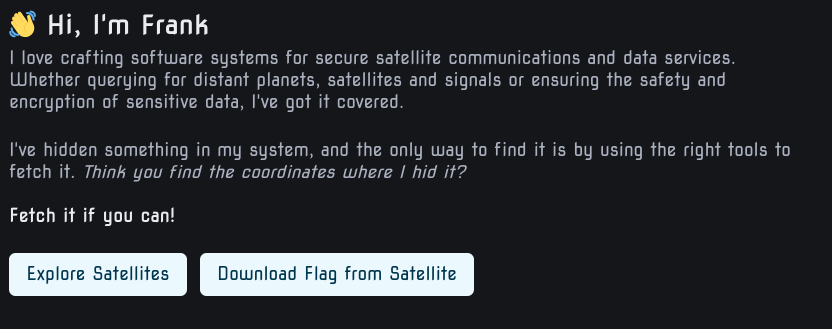 👋 Hi, I'm Frank
I love crafting software systems for secure satellite communications and data services.
Whether querying for distant planets, satellites and signals or ensuring the safety and
encryption of sensitive data, I've got it covered.
I've hidden something in my system, and the only way to find it is by using the right tools to
fetch it. Think you find the coordinates where I hid it?
Fetch it if you can!
Explore Satellites
Download Flag from Satellite